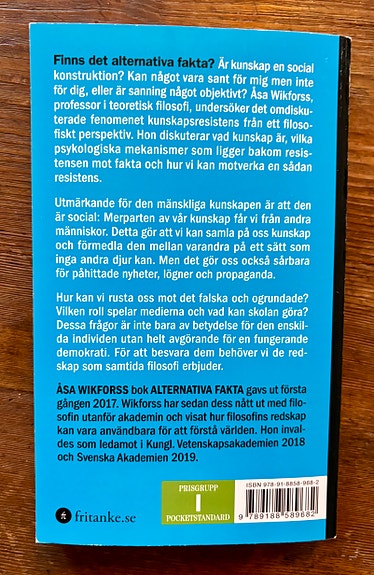 Finns det alternativa fakta? Är kunskap en social
konstruktion? Kan något vara sant för mig men inte
för dig, eller är sanning något objektivt? Åsa Wikforss,
professor i teoretisk filosofi, undersöker det omdisku-
terade fenomenet kunskapsresistens från ett filoso-
fiskt perspektiv. Hon diskuterar vad kunskap är, vilka
psykologiska mekanismer som ligger bakom resis-
tensen mot fakta och hur vi kan motverka en sådan
resistens.
Utmärkande för den mänskliga kunskapen är att den
är social: Merparten av vår kunskap får vi från andra
människor. Detta gör att vi kan samla på oss kunskap
och förmedla den mellan varandra på ett sätt som
inga andra djur kan. Men det gör oss också sårbara
för påhittade nyheter, lögner och propaganda.
Hur kan vi rusta oss mot det falska och ogrundade?
Vilken roll spelar medierna och vad kan skolan göra?
Dessa frågor är inte bara av betydelse för den enskil-
da individen utan helt avgörande för en fungerande
demokrati. För att besvara dem behöver vi de red-
skap som samtida filosofi erbjuder.
ÅSA WIKFORSS bok ALTERNATIVA FAKTA gavs ut första
gången 2017. Wikforss har sedan dess nått ut med filo-
sofin utanför akademin och visat hur filosofins redskap
kan vara användbara för att förstå världen. Hon inval-
des som ledamot i Kungl. Vetenskapsakademien 2018
och Svenska Akademien 2019.
fritanke.se
PRISGRUPP
I
POCKETSTANDARD
ISBN 978-91-8858-968-2
9 789188 589682